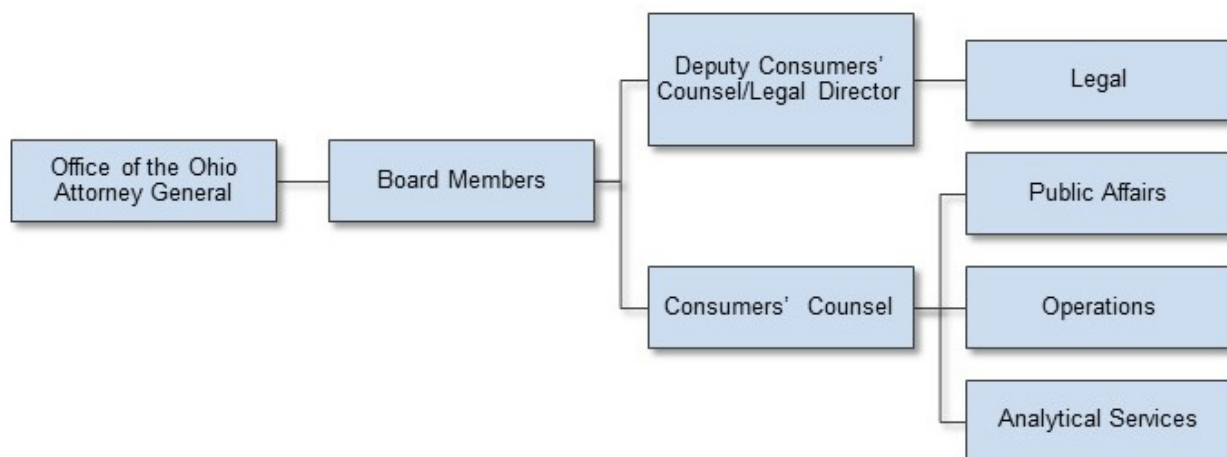 Office of the Ohio
Attorney General
Board Members
Deputy Consumers'
Counsel/Legal Director
Legal
Public Affairs
Consumers' Counsel
Operations
Analytical Services